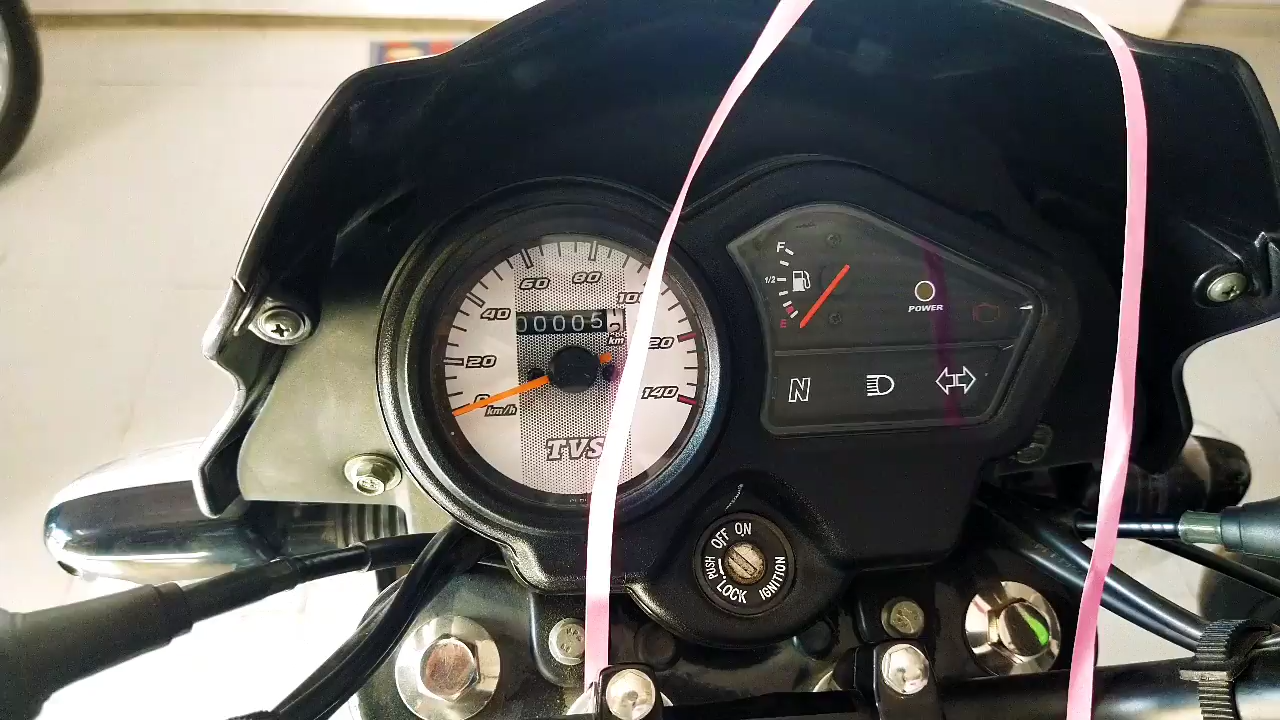 60 80
40 100
20 120
0 140
km/h
00005
km
TVS
F
1/2
E
POWER
N
OFF ON
PUSH
LOCK IGNITION